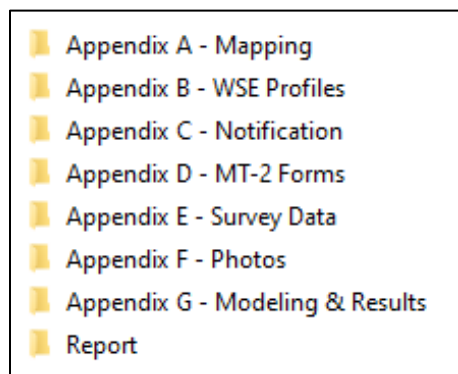 Appendix A - Mapping
Appendix B - WSE Profiles
Appendix C - Notification
Appendix D - MT-2 Forms
Appendix E - Survey Data
Appendix F - Photos
Appendix G - Modeling & Results
Report